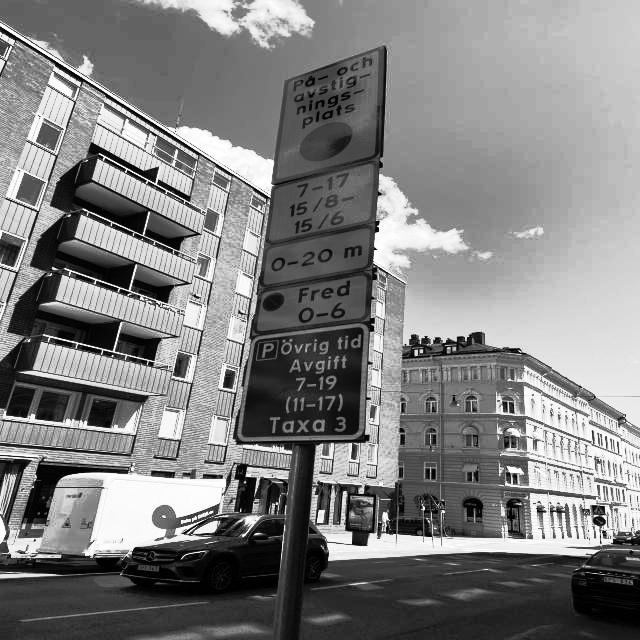 På- och
avstig-
nings-
plats
7-17
15/8-
15/6
0-20 m
Fred
0-6
P Övrig tid
Avgift
7-19
(11-17)
Taxa 3